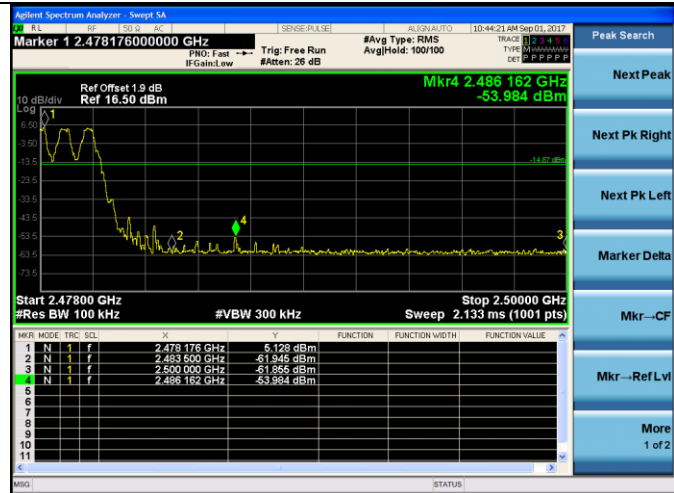 Agilent Spectrum Analyzer - Swept SA
RL RF 50 Ω AC SENSE:PULSE ALIGN AUTO 10:44:21 AM Sep 01, 2017
Marker 1 2.478176000000 GHz
PNO: Fast
IFGain:Low
Trig: Free Run
#Atten: 26 dB
#Avg Type: RMS
Avg|Hold: 100/100
TRACE 1 2 3 4 5 6
TYPE M
DET P P P P P P
Peak Search
Next Peak
Next Pk Right
Next Pk Left
Marker Delta
Mkr→CF
Mkr→Ref Lvl
More
1 of 2
Mkr4 2.486 162 GHz
-53.984 dBm
Ref Offset 1.9 dB
10 dB/div Ref 16.50 dBm
Log
6.50
-3.50
-13.5
-23.5
-33.5
-43.5
-53.5
-63.5
-73.5
-14.87 dBm
1
2
3
4
Start 2.47800 GHz Stop 2.50000 GHz
#Res BW 100 kHz #VBW 300 kHz Sweep 2.133 ms (1001 pts)
MKR MODE TRC SCL X Y FUNCTION FUNCTION WIDTH FUNCTION VALUE
1 N 1 f 2.478 176 GHz 5.128 dBm
2 N 1 f 2.483 500 GHz -61.945 dBm
3 N 1 f 2.500 000 GHz -61.855 dBm
4 N 1 f 2.486 162 GHz -53.984 dBm
5
6
7
8
9
10
11
MSG STATUS